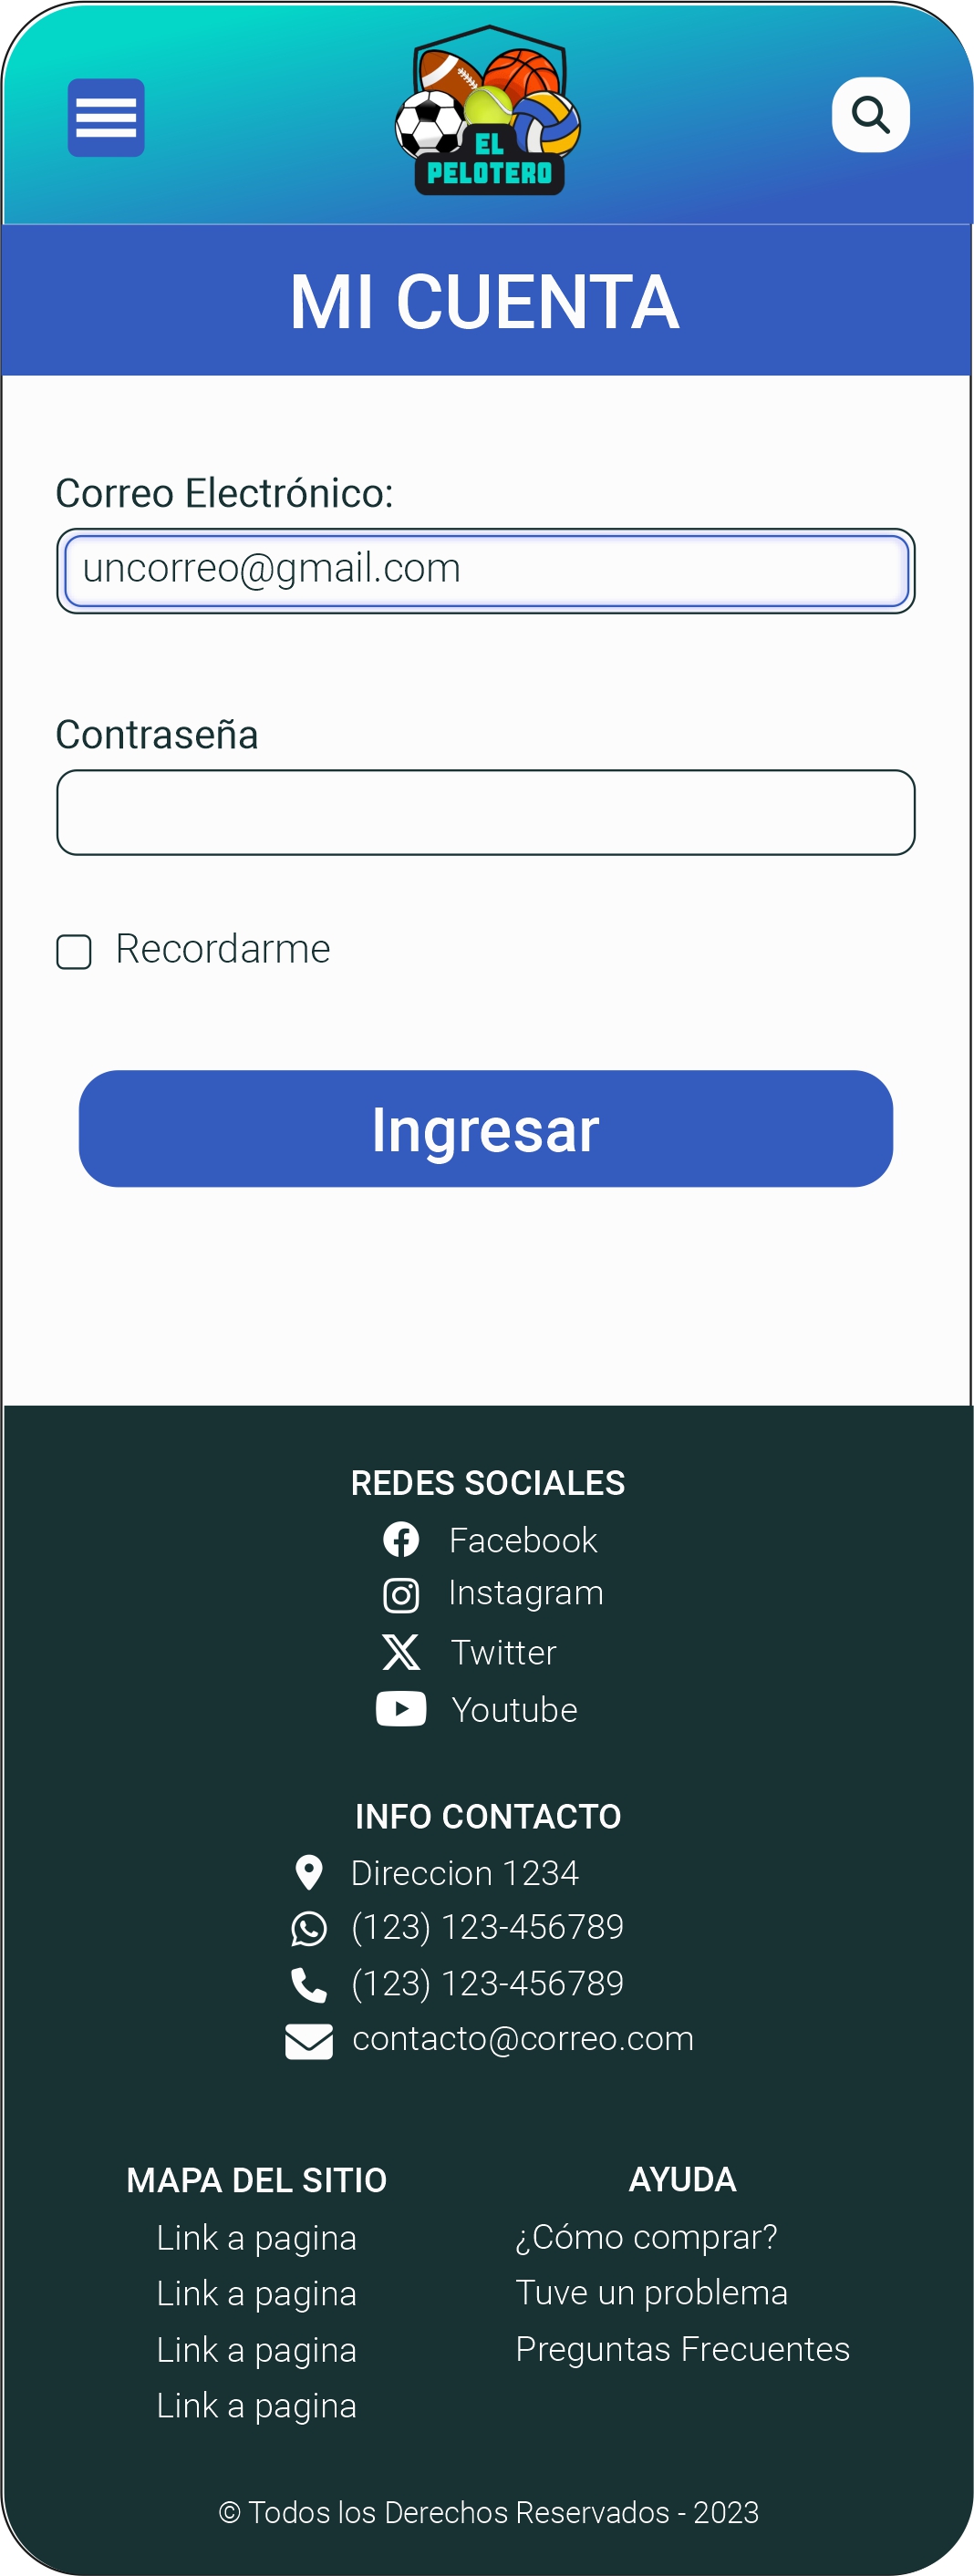 EL
PELOTERO
MI CUENTA
Correo Electrónico:
uncorreo@gmail.com
Contraseña
Recordarme
Ingresar
REDES SOCIALES
Facebook
Instagram
Twitter
Youtube
INFO CONTACTO
Direccion 1234
(123) 123-456789
(123) 123-456789
contacto@correo.com
MAPA DEL SITIO
Link a pagina
Link a pagina
Link a pagina
Link a pagina
AYUDA
¿Cómo comprar?
Tuve un problema
Preguntas Frecuentes
© Todos los Derechos Reservados - 2023